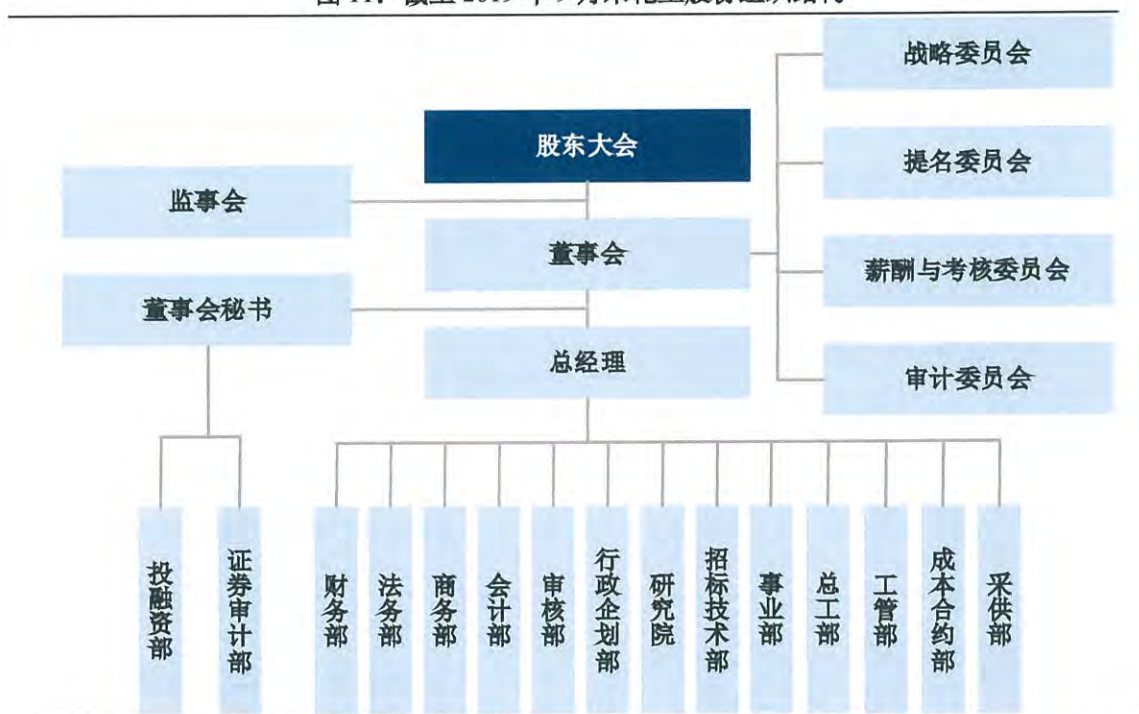 战略委员会
股东大会
提名委员会
监事会
董事会
薪酬与考核委员会
董事会秘书
总经理
审计委员会
投融资部
证券审计部
财务部
法务部
商务部
会计部
审核部
行政企划部
研究院
招标技术部
事业部
总工部
工管部
成本合约部
采供部